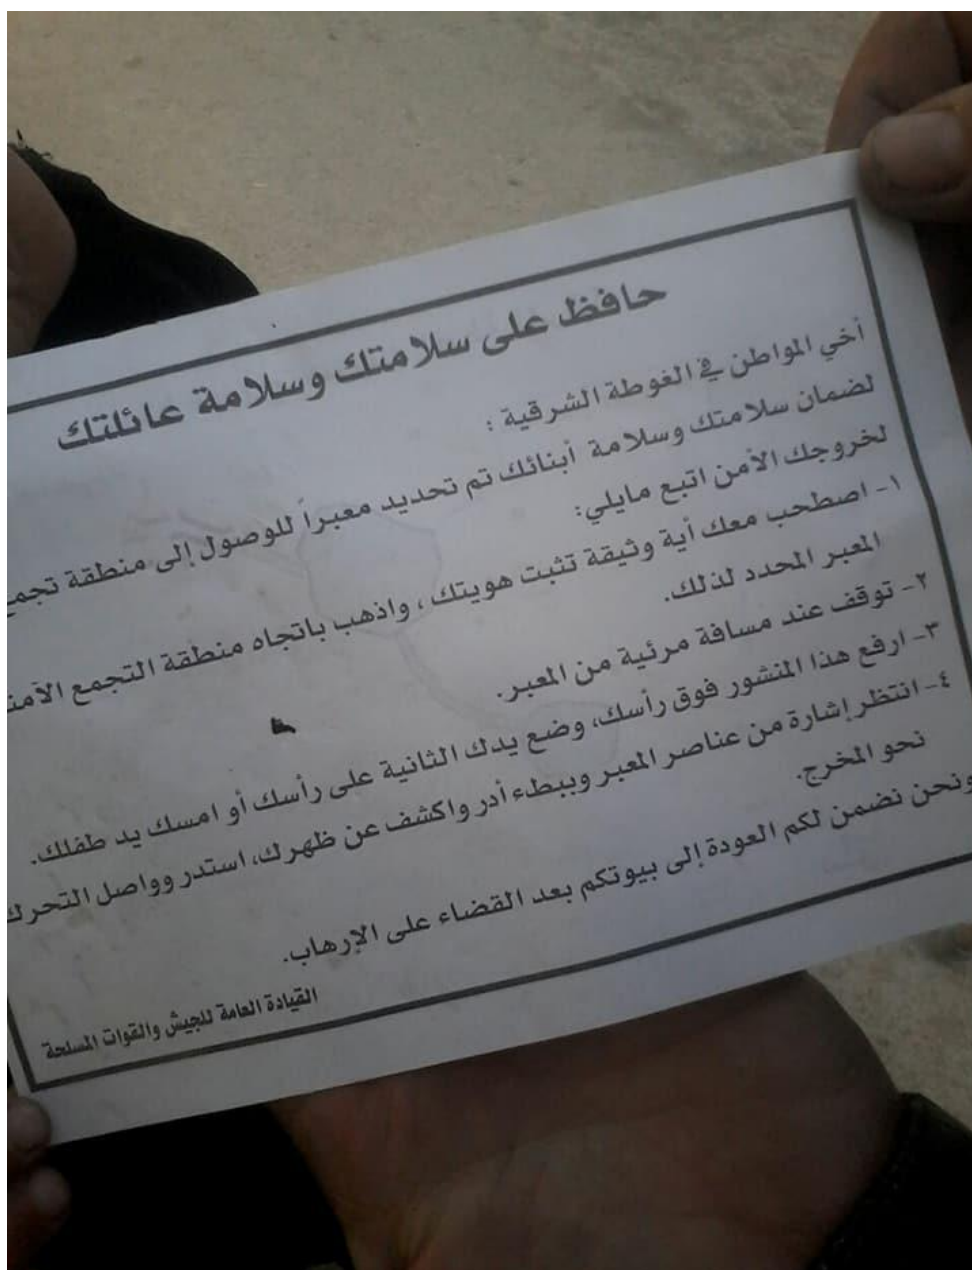 حافظ على سلامتك وسلامة عائلتك
أخي المواطن في الغوطة الشرقية :
لضمان سلامتك وسلامة أبنائك تم تحديد معبراً للوصول إلى منطقة
لخروجك الآمن اتبع مايلي:
١- اصطحب معك أية وثيقة تثبت هويتك ، واذهب باتجاه منطقة التجمع
المعبر المحدد لذلك.
٢- توقف عند مسافة مرئية من المعبر.
٣- ارفع هذا المنشور فوق رأسك، وضع يدك الثانية على رأسك أو امسك يد طفلك.
٤- انتظر إشارة من عناصر المعبر وببطء أدر واكشف عن ظهرك، استدر وواصل التحرك
نحو المخرج.
ونحن نضمن لكم العودة إلى بيوتكم بعد القضاء على الإرهاب.
القيادة العامة للجيش والقوات المسلحة